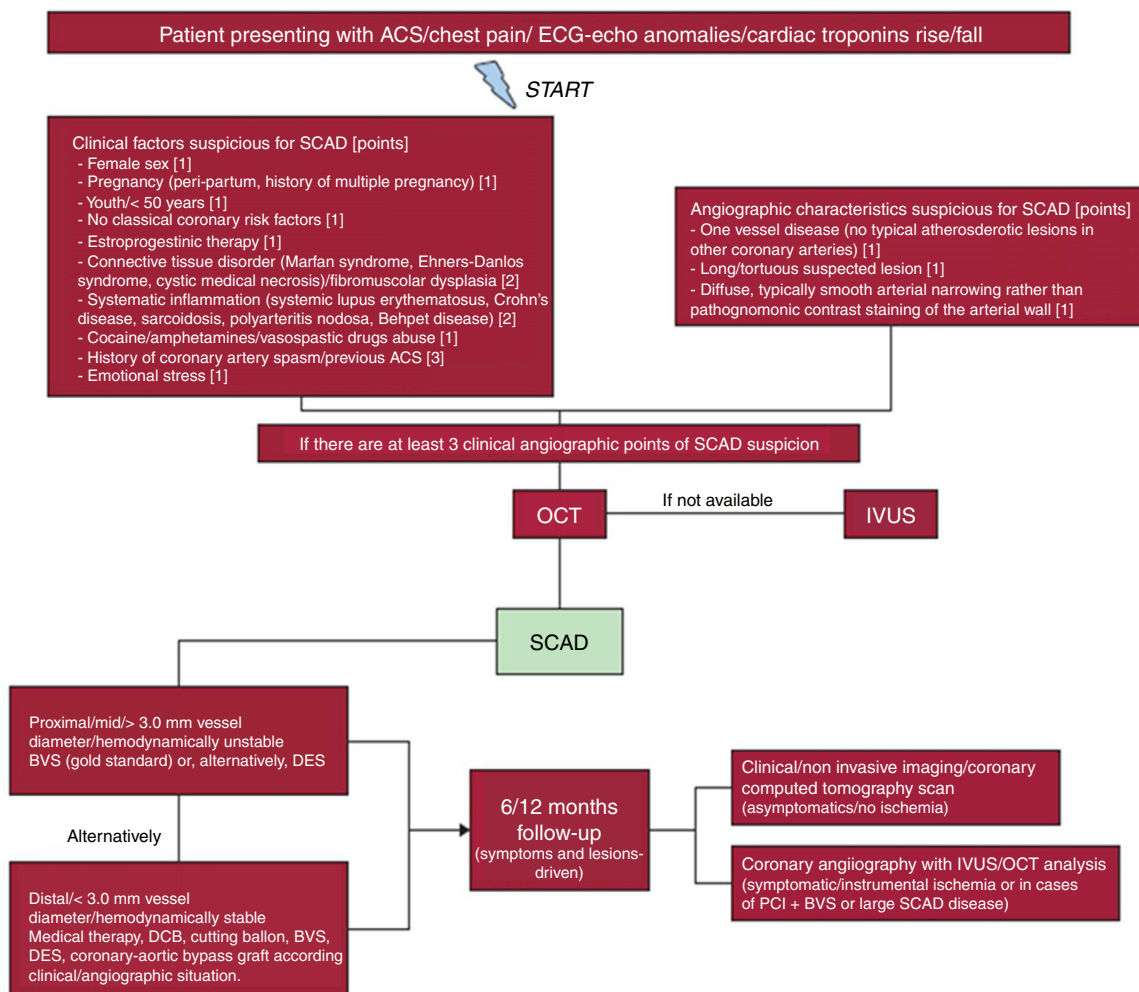 Patient presenting with ACS/chest pain/ ECG-echo anomalies/cardiac troponins rise/fall
START
Clinical factors suspicious for SCAD [points]
- Female sex [1]
- Pregnancy (peri-partum, history of multiple pregnancy) [1]
- Youth/< 50 years [1]
- No classical coronary risk factors [1]
- Estroprogestinic therapy [1]
- Connective tissue disorder (Marfan syndrome, Ehners-Danlos
syndrome, cystic medical necrosis)/fibromuscular dysplasia [2]
- Systematic inflammation (systemic lupus erythematosus, Crohn's
disease, sarcoidosis, polyarteritis nodosa, Behpet disease) [2]
- Cocaine/amphetamines/vasospastic drugs abuse [1]
- History of coronary artery spasm/previous ACS [3]
- Emotional stress [1]
Angiographic characteristics suspicious for SCAD [points]
- One vessel disease (no typical atherosderotic lesions in
other coronary arteries) [1]
- Long/tortuous suspected lesion [1]
- Diffuse, typically smooth arterial narrowing rather than
pathognomonic contrast staining of the arterial wall [1]
If there are at least 3 clinical angiographic points of SCAD suspicion
OCT
If not available
IVUS
SCAD
Proximal/mid/> 3.0 mm vessel
diameter/hemodynamically unstable
BVS (gold standard) or, alternatively, DES
Alternatively
Distal/< 3.0 mm vessel
diameter/hemodynamically stable
Medical therapy, DCB, cutting ballon, BVS,
DES, coronary-aortic bypass graft according
clinical/angiographic situation.
6/12 months
follow-up
(symptoms and lesions-
driven)
Clinical/non invasive imaging/coronary
computed tomography scan
(asymptomatics/no ischemia)
Coronary angiiography with IVUS/OCT analysis
(symptomatic/instrumental ischemia or in cases
of PCI + BVS or large SCAD disease)